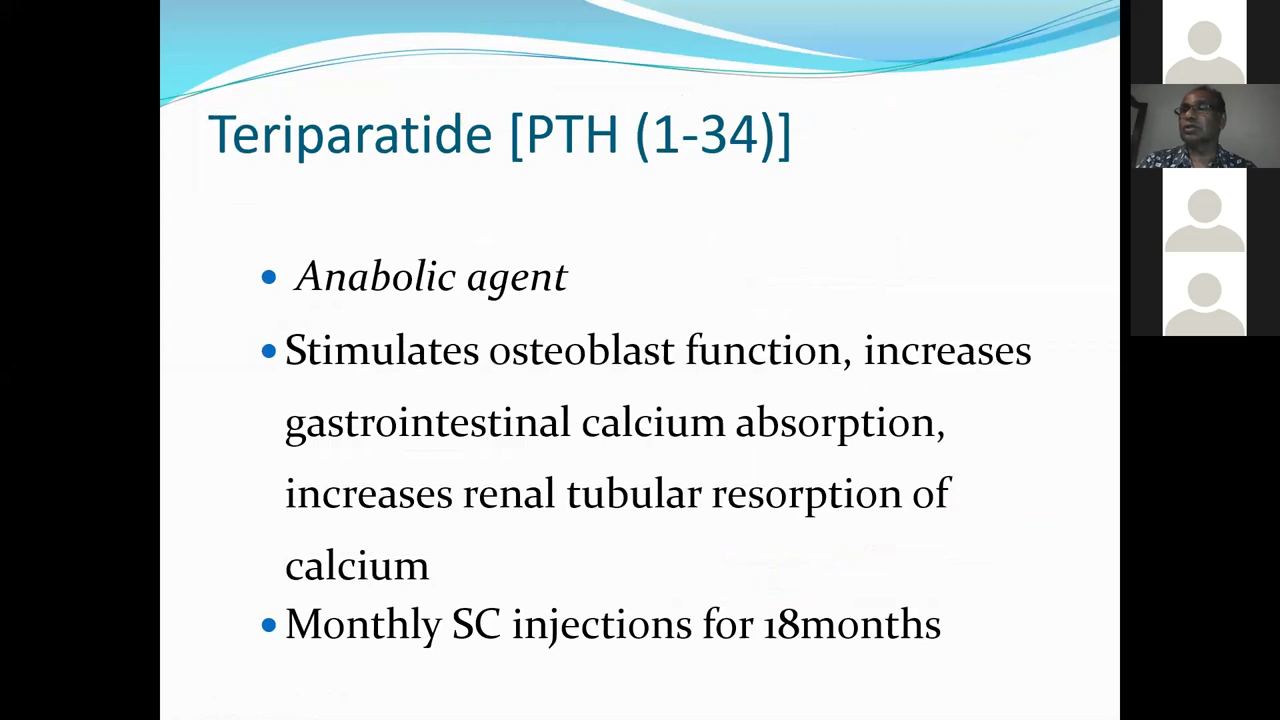 Teriparatide [PTH (1-34)]
• Anabolic agent
• Stimulates osteoblast function, increases
gastrointestinal calcium absorption,
increases renal tubular resorption of
calcium
• Monthly SC injections for 18months